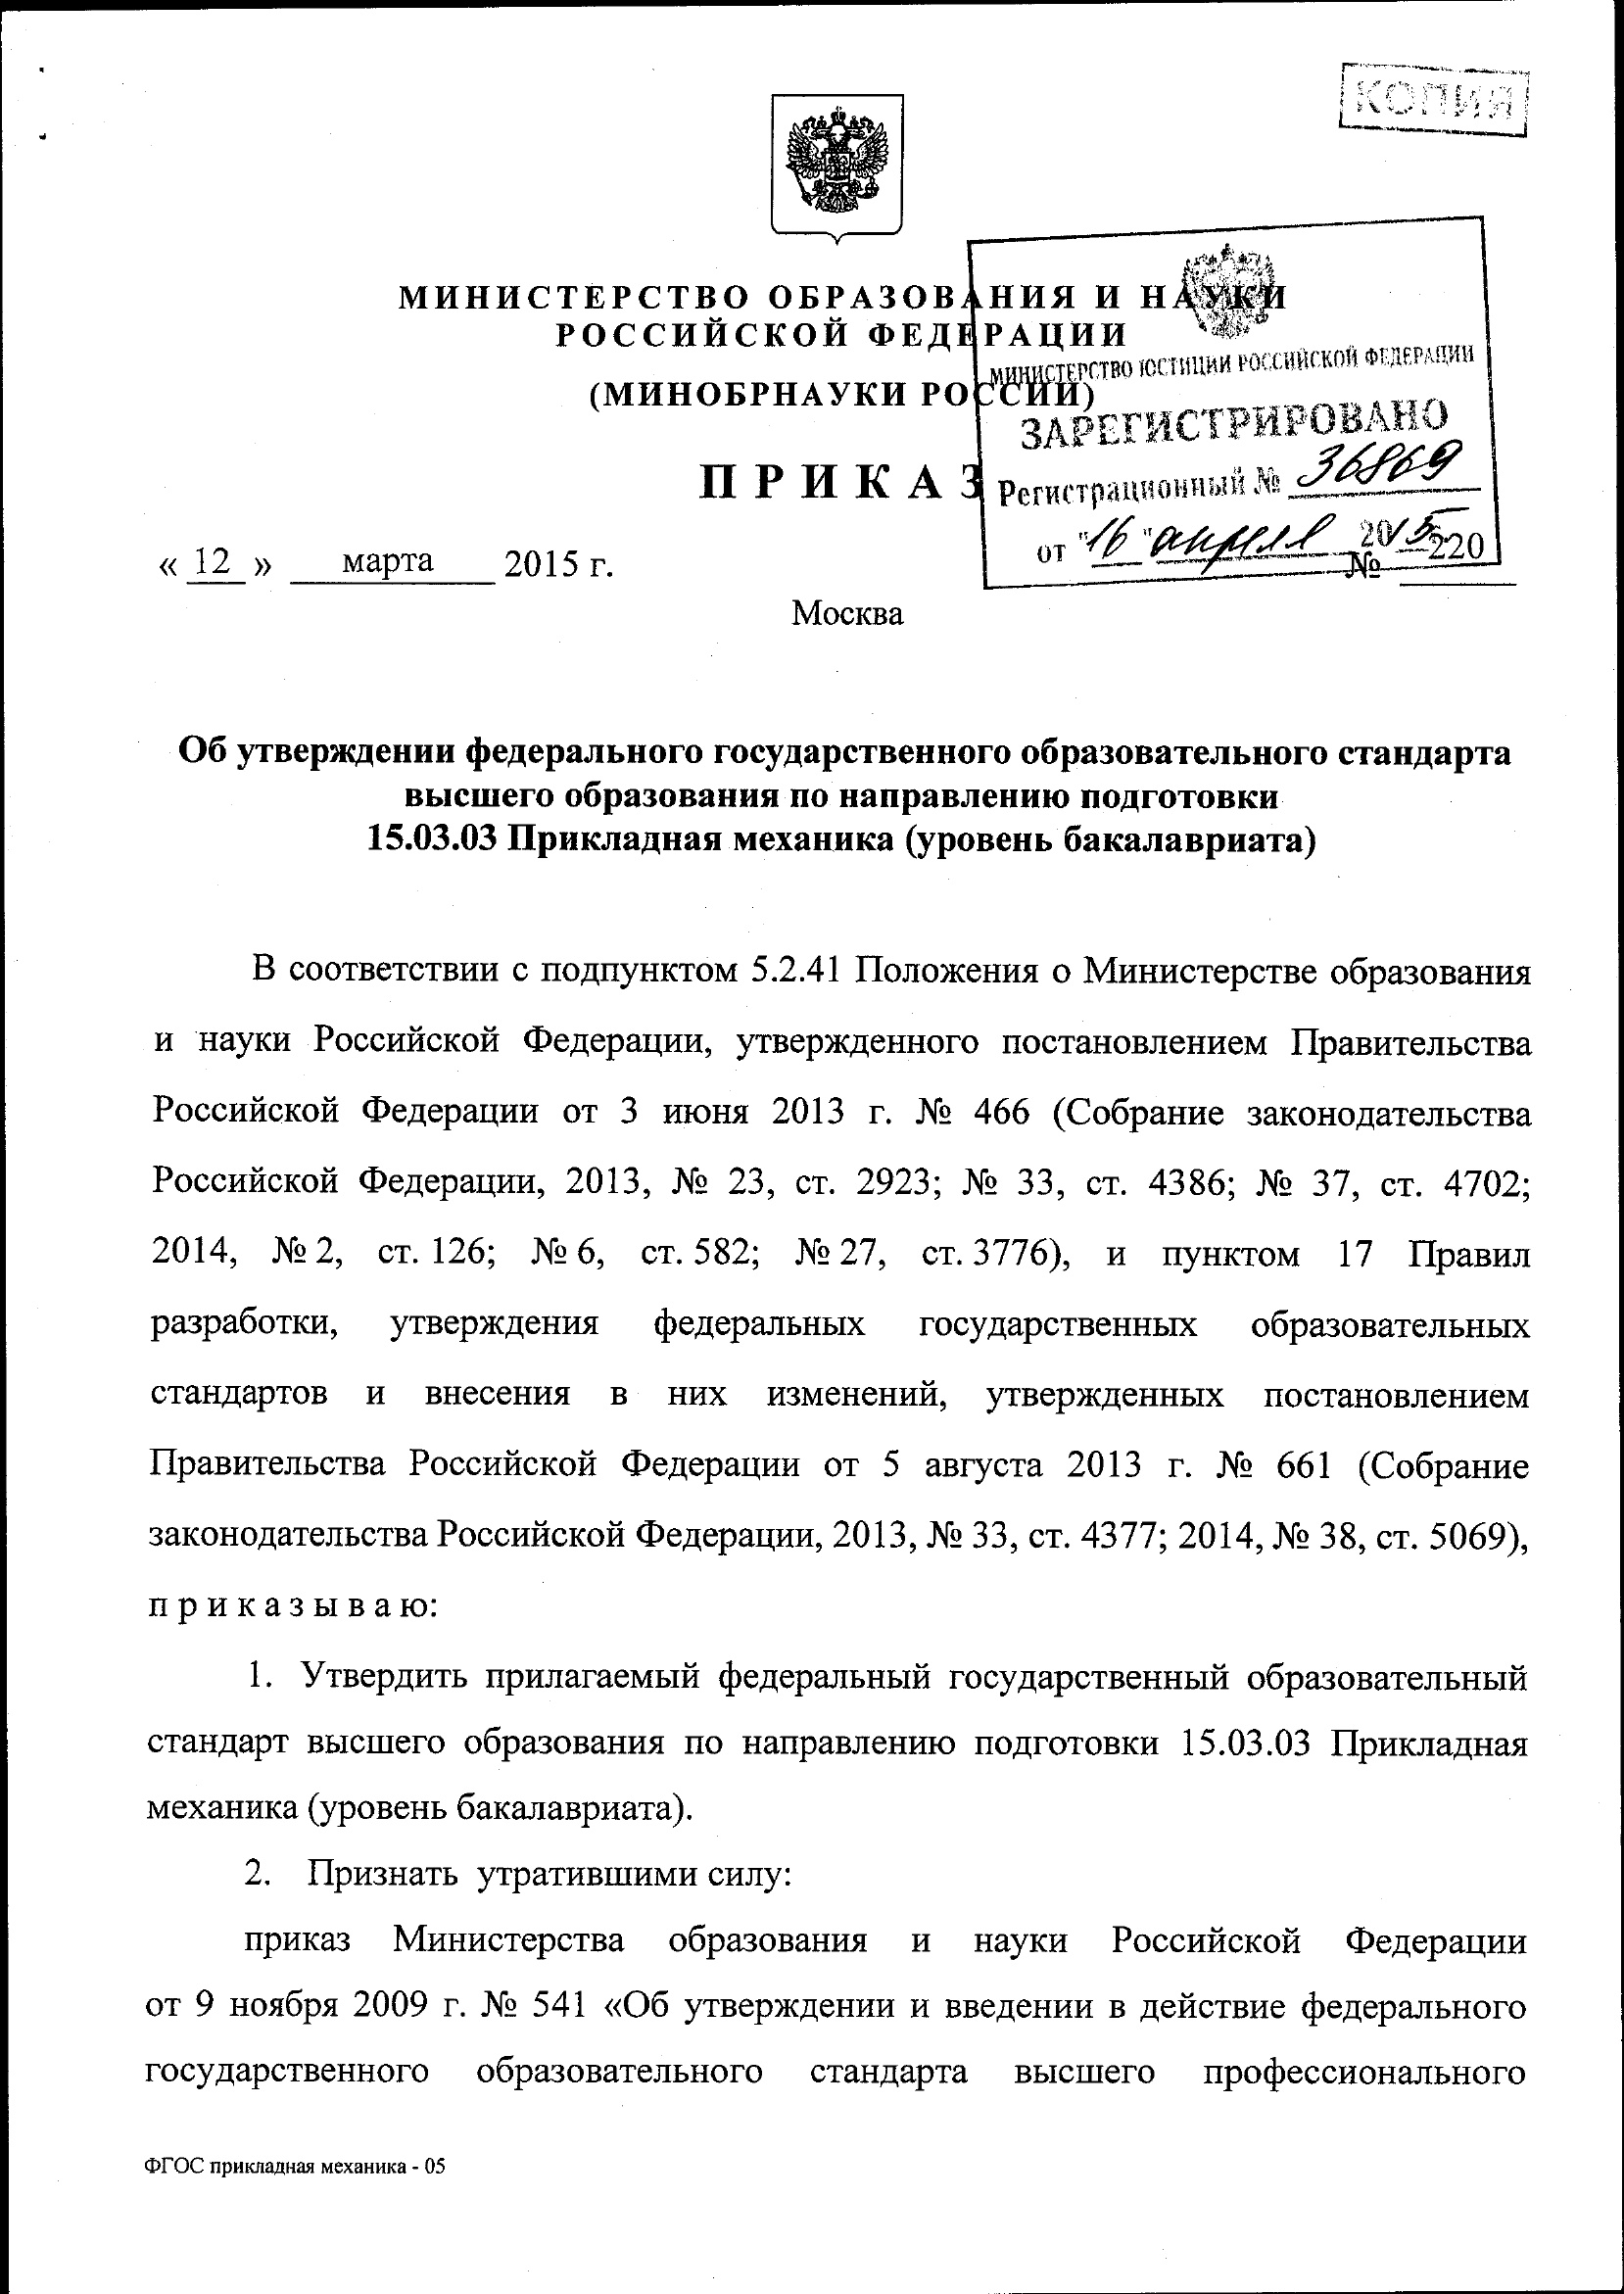 КОПИЯ
МИНИСТЕРСТВО ОБРАЗОВАНИЯ И НАУКИ
РОССИЙСКОЙ ФЕДЕРАЦИИ
(МИНОБРНАУКИ РОССИИ)
ПРИКАЗ
МИНИСТЕРСТВО ЮСТИЦИИ РОССИЙСКОЙ ФЕДЕРАЦИИ
ЗАРЕГИСТРИРОВАНО
Регистрационный № 36869
от "16" апреля 2015
« 12 » марта 2015 г.
№ 220
Москва
Об утверждении федерального государственного образовательного стандарта
высшего образования по направлению подготовки
15.03.03 Прикладная механика (уровень бакалавриата)
В соответствии с подпунктом 5.2.41 Положения о Министерстве образования
и науки Российской Федерации, утвержденного постановлением Правительства
Российской Федерации от 3 июня 2013 г. № 466 (Собрание законодательства
Российской Федерации, 2013, № 23, ст. 2923; № 33, ст. 4386; № 37, ст. 4702;
2014, № 2, ст. 126; № 6, ст. 582; № 27, ст. 3776), и пунктом 17 Правил
разработки, утверждения федеральных государственных образовательных
стандартов и внесения в них изменений, утвержденных постановлением
Правительства Российской Федерации от 5 августа 2013 г. № 661 (Собрание
законодательства Российской Федерации, 2013, № 33, ст. 4377; 2014, № 38, ст. 5069),
п р и к а з ы в а ю:
1. Утвердить прилагаемый федеральный государственный образовательный
стандарт высшего образования по направлению подготовки 15.03.03 Прикладная
механика (уровень бакалавриата).
2. Признать утратившими силу:
приказ Министерства образования и науки Российской Федерации
от 9 ноября 2009 г. № 541 «Об утверждении и введении в действие федерального
государственного образовательного стандарта высшего профессионального
ФГОС прикладная механика - 05